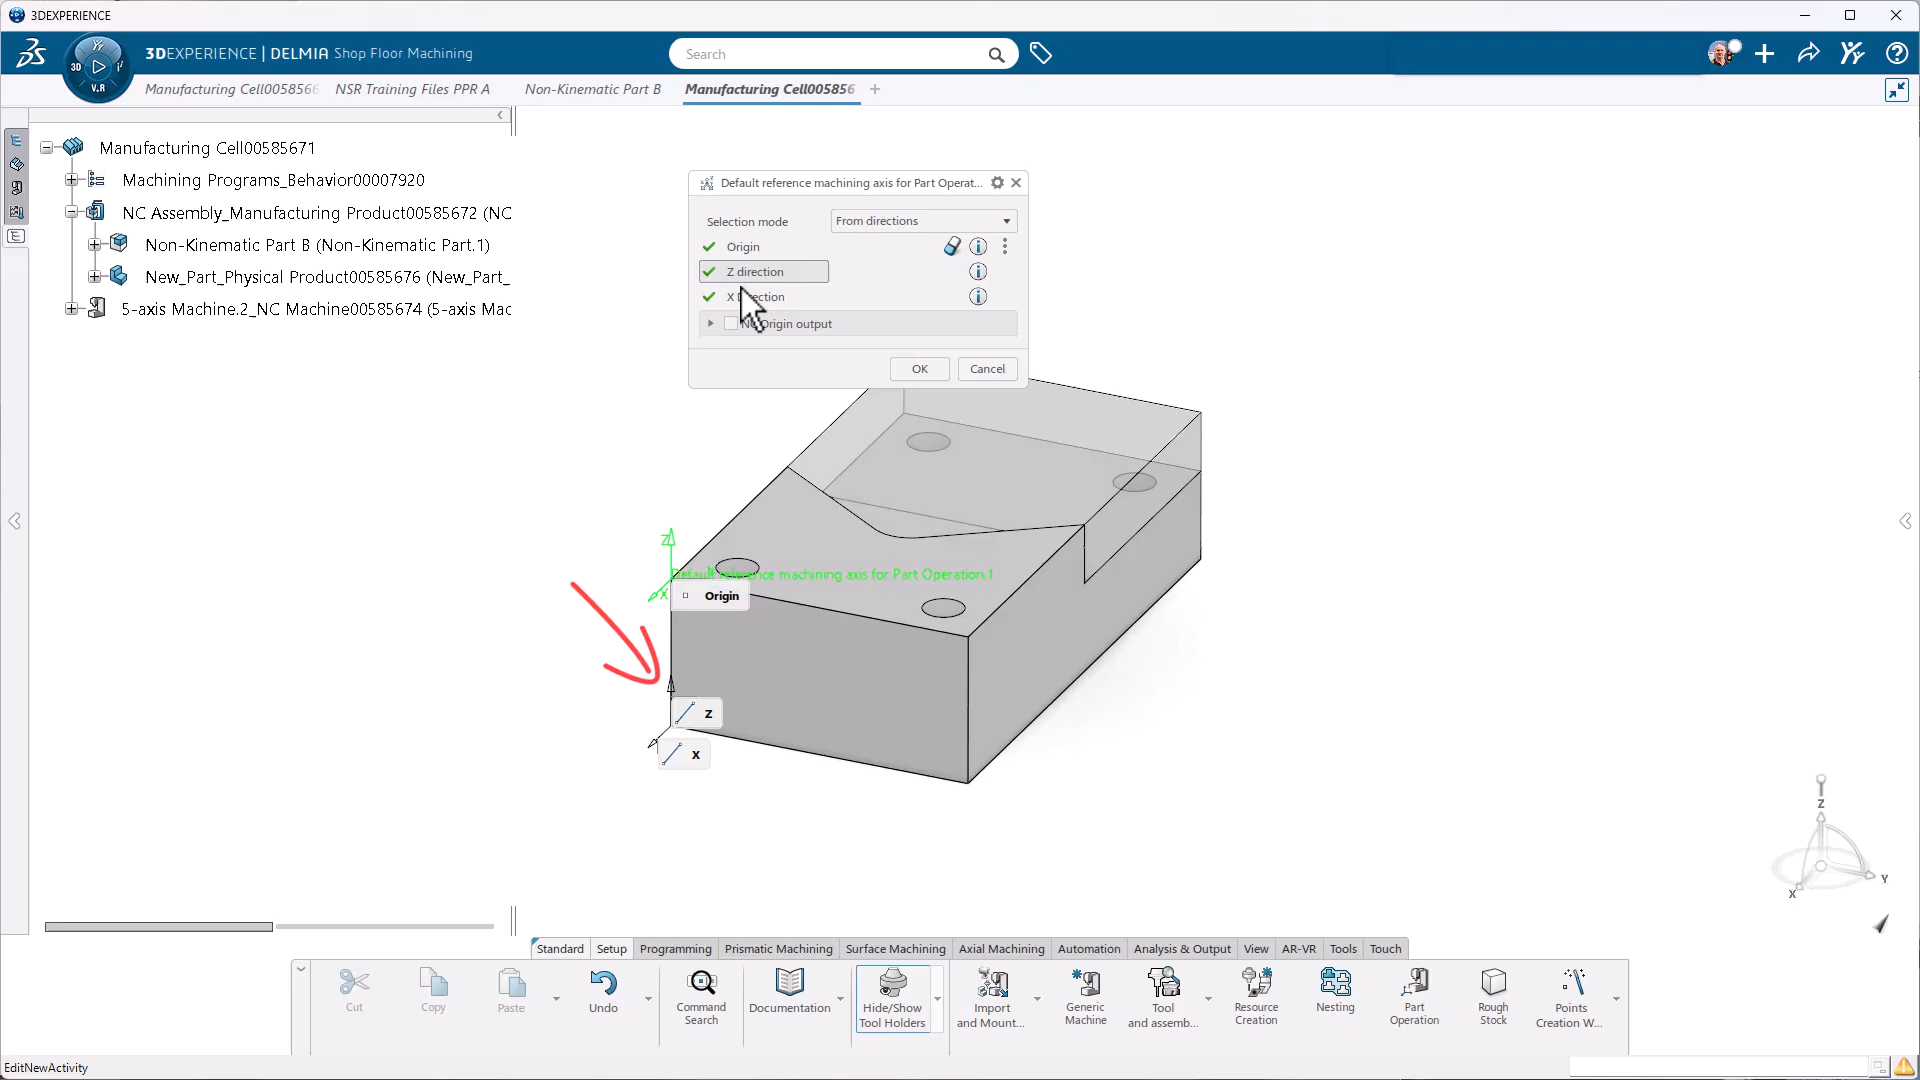 3DEXPERIENCE
3DEXPERIENCE | DELMIA Shop Floor Machining
Search
3D
V.R
Manufacturing Cell0058566
NSR Training Files PPR A
Non-Kinematic Part B
Manufacturing Cell005856
Manufacturing Cell00585671
Machining Programs_Behavior00007920
NC Assembly_Manufacturing Product00585672 (NC
Non-Kinematic Part B (Non-Kinematic Part.1)
New_Part_Physical Product00585676 (New_Part_
5-axis Machine.2_NC Machine00585674 (5-axis Mac
Default reference machining axis for Part Operat...
Selection mode
From directions
Origin
Z direction
X Direction
Origin output
OK
Cancel
Z
Default reference machining axis for Part Operation.1
X
Origin
Z
X
Z
Y
X
Standard
Setup
Programming
Prismatic Machining
Surface Machining
Axial Machining
Automation
Analysis & Output
View
AR-VR
Tools
Touch
Cut
Copy
Paste
Undo
Command Search
Documentation
Hide/Show Tool Holders
Import and Mount...
Generic Machine
Tool and assemb...
Resource Creation
Nesting
Part Operation
Rough Stock
Points Creation W...
EditNewActivity